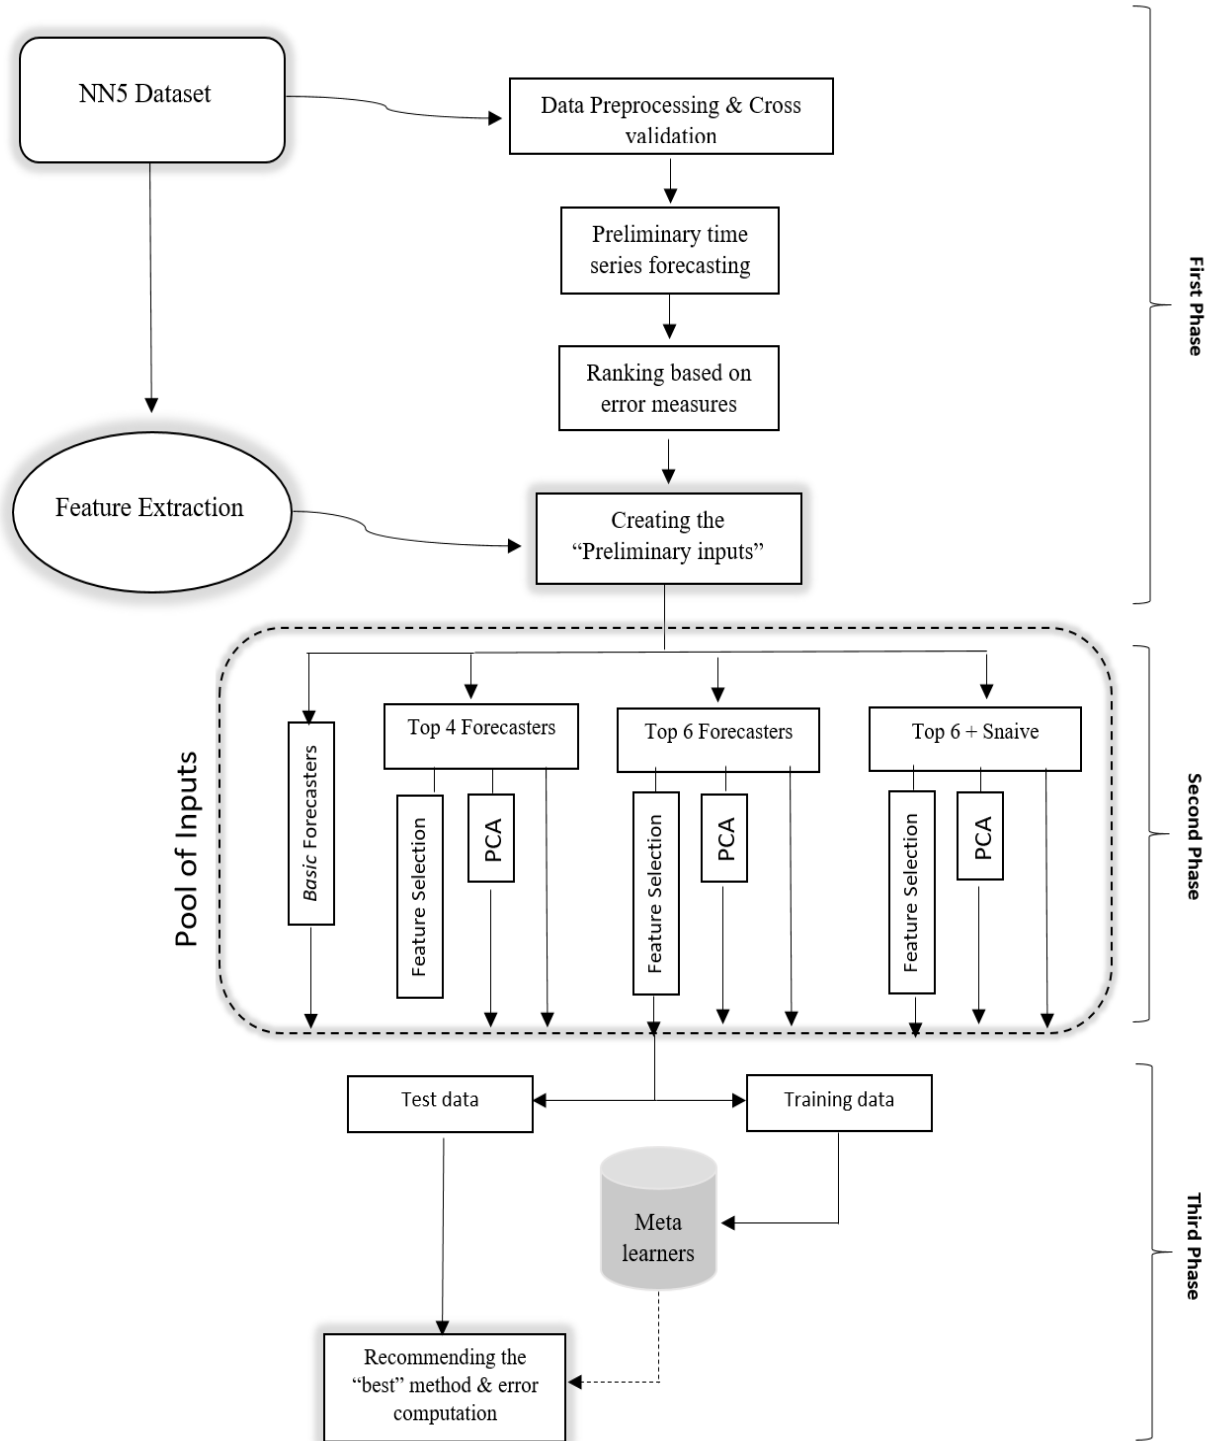 NN5 Dataset
Data Preprocessing & Cross
validation
Preliminary time
series forecasting
Ranking based on
error measures
Feature Extraction
Creating the
“Preliminary inputs”
First Phase
Pool of Inputs
Basic Forecasters
Top 4 Forecasters
Feature Selection
PCA
Top 6 Forecasters
Feature Selection
PCA
Top 6 + Snaive
Feature Selection
PCA
Second Phase
Test data
Training data
Meta
learners
Recommending the
“best” method & error
computation
Third Phase